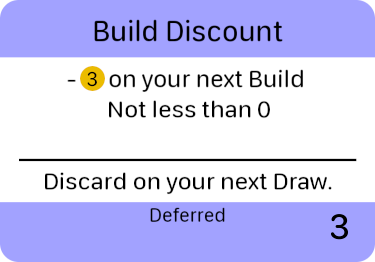 Build Discount
- 3 on your next Build
Not less than 0
Discard on your next Draw.
Deferred
3